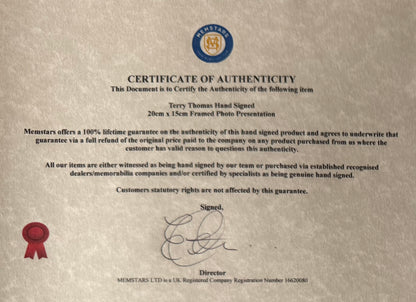 MEMSTARS
CERTIFICATE OF AUTHENTICITY
This Document is to Certify the Authenticity of the following item
Terry Thomas Hand Signed
20cm x 15cm Framed Photo Presentation
Memstars offers a 100% lifetime guarantee on the authenticity of this hand signed product and agrees to underwrite that
guarantee via a full refund of the original price paid to the company on any product purchased from us where the
customer has valid reason to questions this authenticity.
All our items are either witnessed as being hand signed by our team or purchased via established recognised
dealers/memorabilia companies and/or certified by specialists as being genuine hand signed.
Customers statutory rights are not affected by this guarantee.
Signed,
Director
MEMSTARS LTD is a UK Registered Company Registration Number 16620080